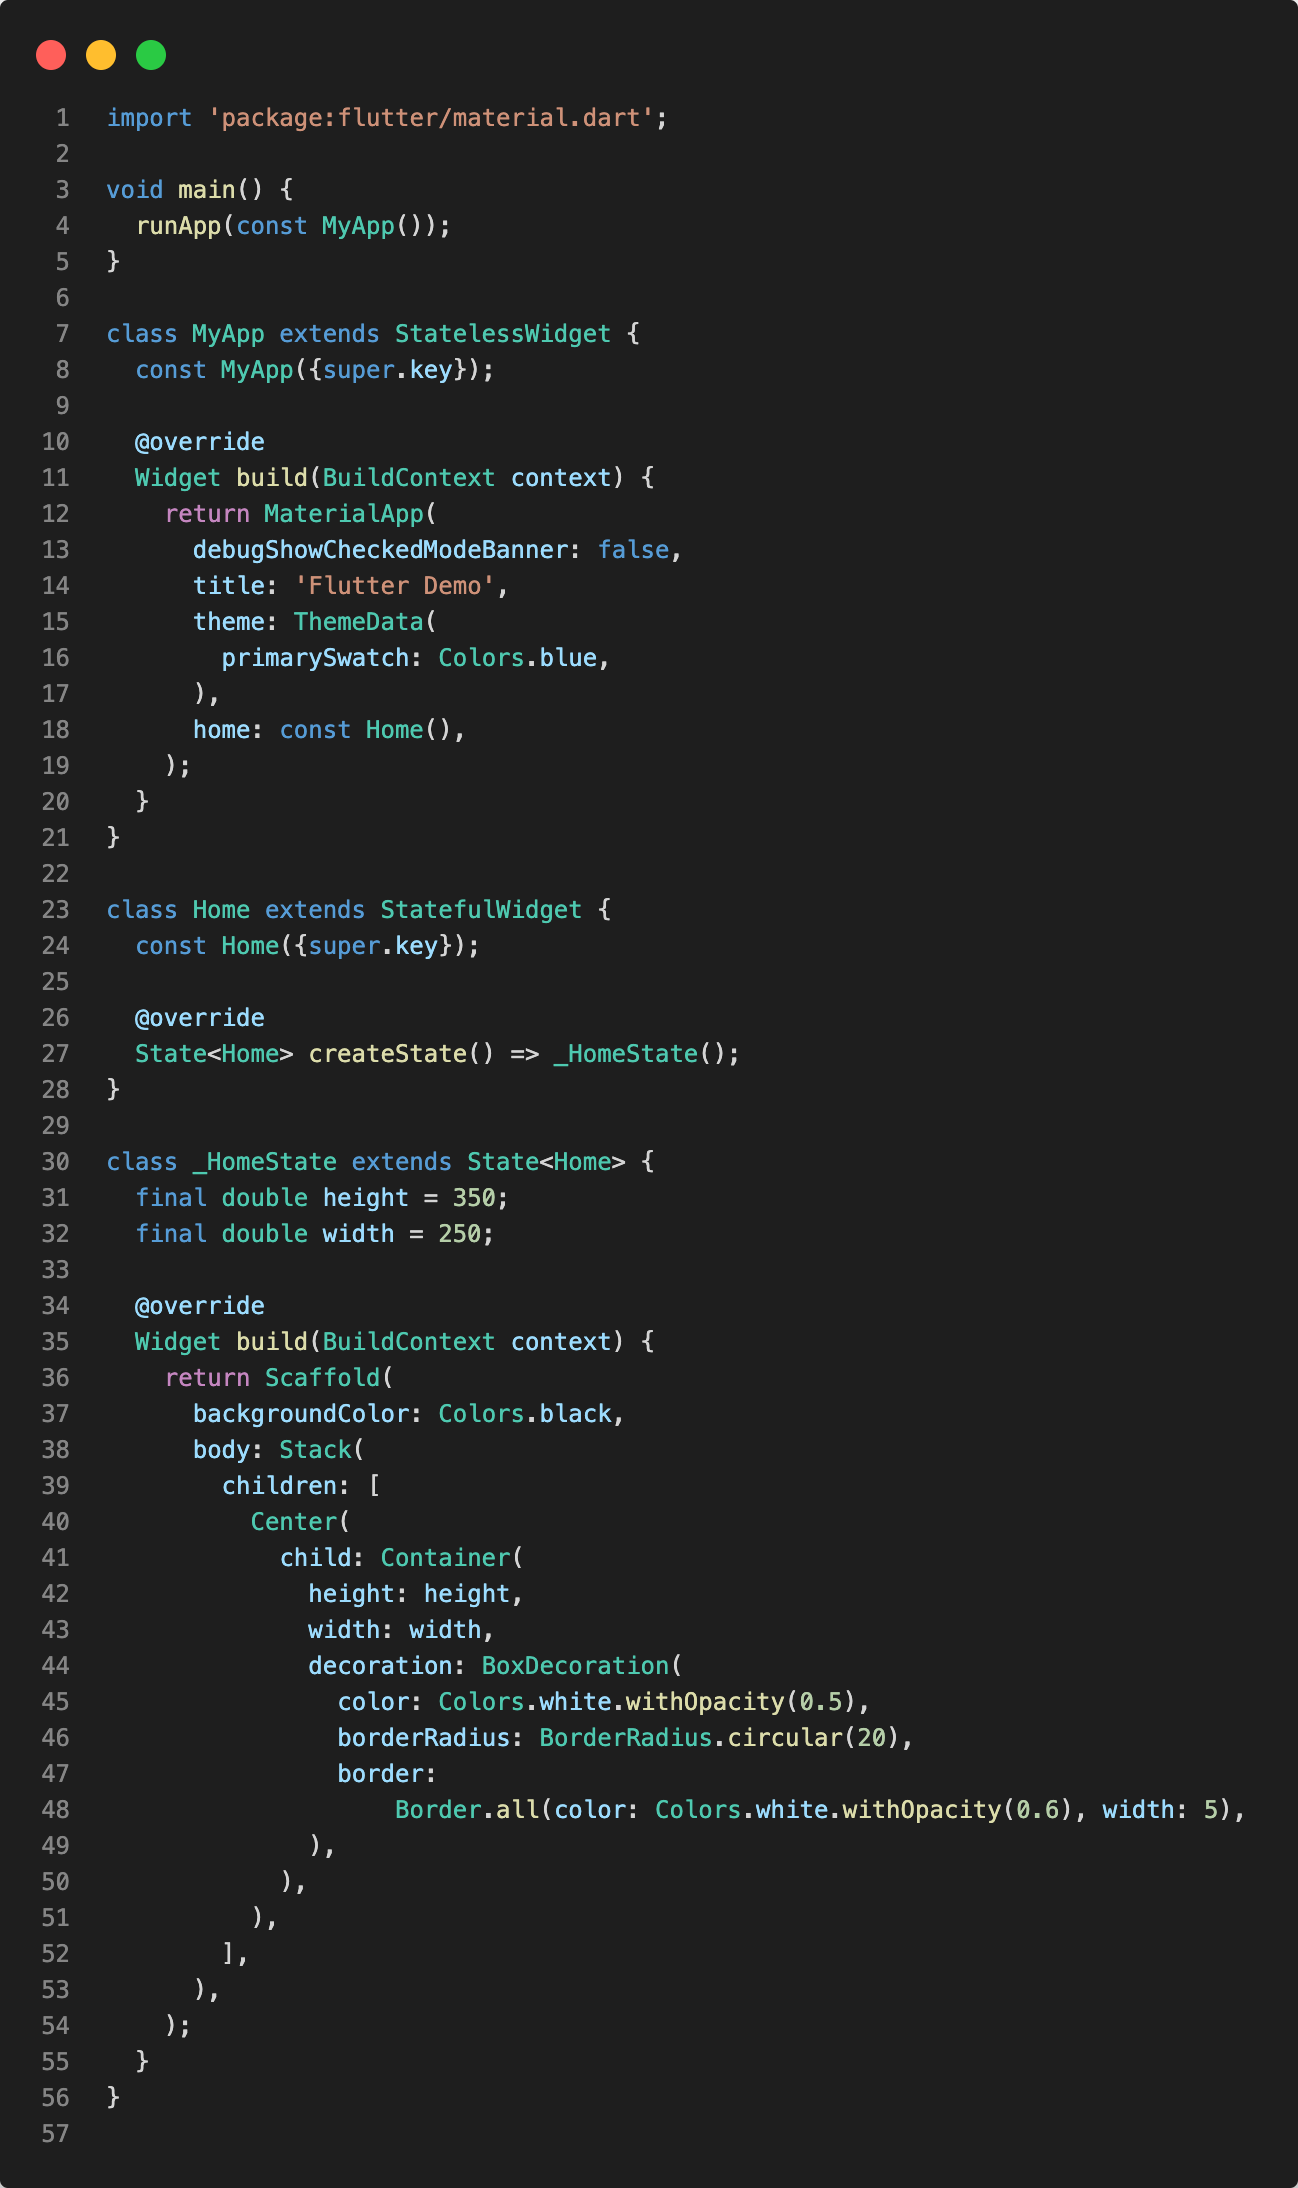 1 import 'package:flutter/material.dart';
2
3 void main() {
4   runApp(const MyApp());
5 }
6
7 class MyApp extends StatelessWidget {
8   const MyApp({super.key});
9
10   @override
11   Widget build(BuildContext context) {
12     return MaterialApp(
13       debugShowCheckedModeBanner: false,
14       title: 'Flutter Demo',
15       theme: ThemeData(
16         primarySwatch: Colors.blue,
17       ),
18       home: const Home(),
19     );
20   }
21 }
22
23 class Home extends StatefulWidget {
24   const Home({super.key});
25
26   @override
27   State<Home> createState() => _HomeState();
28 }
29
30 class _HomeState extends State<Home> {
31   final double height = 350;
32   final double width = 250;
33
34   @override
35   Widget build(BuildContext context) {
36     return Scaffold(
37       backgroundColor: Colors.black,
38       body: Stack(
39         children: [
40           Center(
41             child: Container(
42               height: height,
43               width: width,
44               decoration: BoxDecoration(
45                 color: Colors.white.withOpacity(0.5),
46                 borderRadius: BorderRadius.circular(20),
47                 border:
48                     Border.all(color: Colors.white.withOpacity(0.6), width: 5),
49               ),
50             ),
51           ),
52         ],
53       ),
54     );
55   }
56 }
57